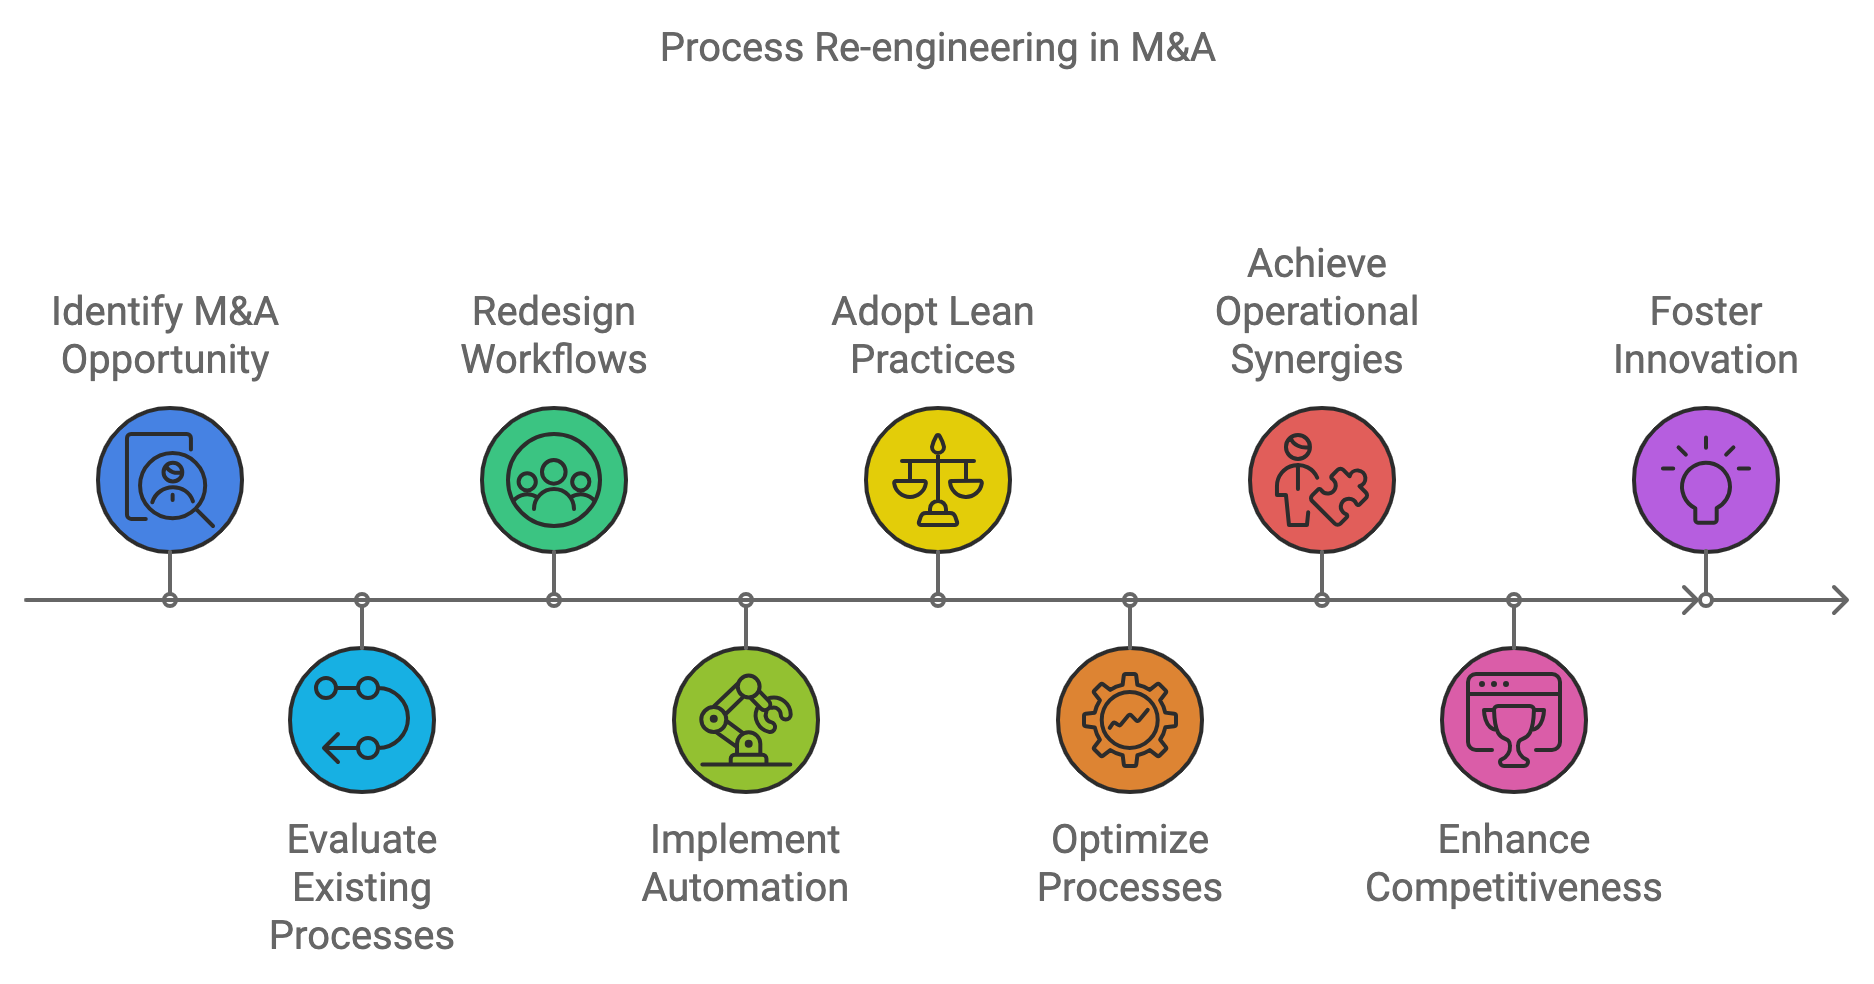 Process Re-engineering in M&A
Identify M&A
Opportunity
Evaluate
Existing
Processes
Redesign
Workflows
Implement
Automation
Adopt Lean
Practices
Optimize
Processes
Achieve
Operational
Synergies
Enhance
Competitiveness
Foster
Innovation